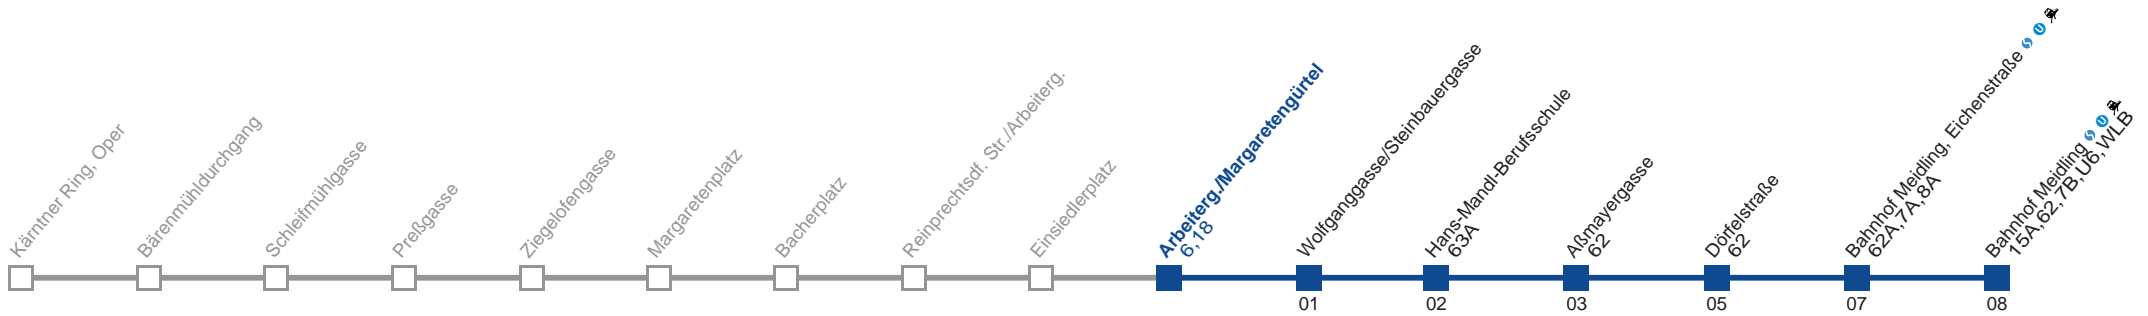 Kärntner Ring, Oper
Bärenmühldurchgang
Schleifmühlgasse
Preßgasse
Ziegelofengasse
Margaretenplatz
Bacherplatz
Reinprechtsdf. Str./Arbeiterg.
Einsiedlerplatz
Arbeiterg./Margaretengürtel
6,18
Wolfganggasse/Steinbauergasse
01
Hans-Mandl-Berufsschule
63A
02
Aßmayergasse
62
03
Dörfelstraße
62
05
Bahnhof Meidling, Eichenstraße S U
62A,7A,8A
07
Bahnhof Meidling S U
15A,62,7B,U6,WLB
08